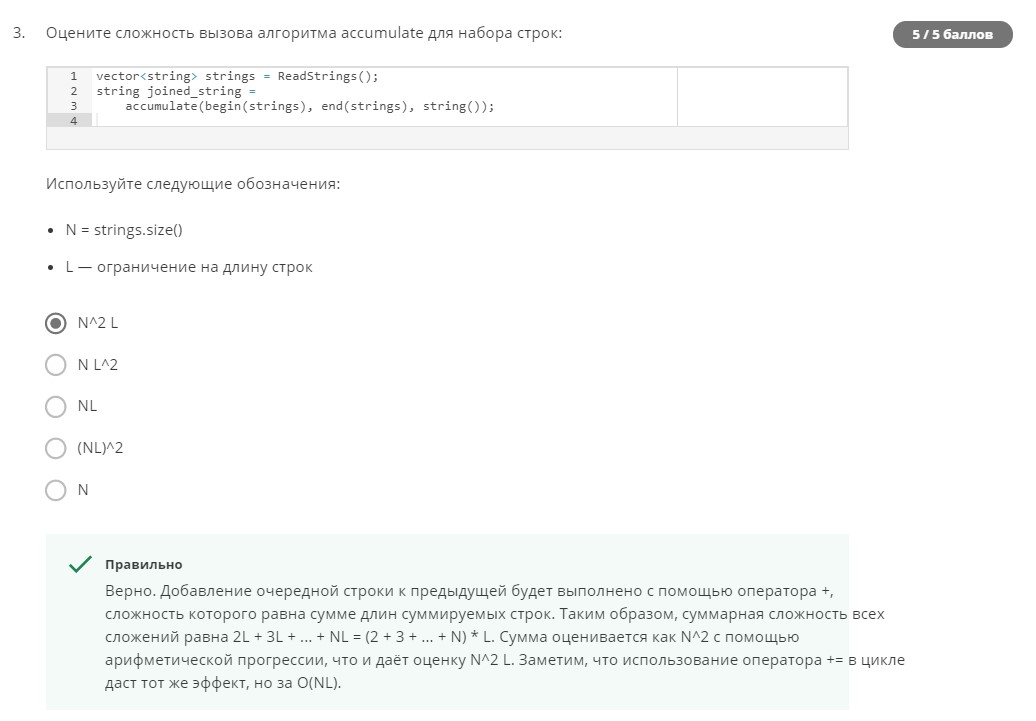 3. Оцените сложность вызова алгоритма accumulate для набора строк:
5 / 5 баллов
1 vector<string> strings = ReadStrings();
2 string joined_string =
3 accumulate(begin(strings), end(strings), string());
4
Используйте следующие обозначения:
• N = strings.size()
• L — ограничение на длину строк
N^2 L
N L^2
NL
(NL)^2
N
Правильно
Верно. Добавление очередной строки к предыдущей будет выполнено с помощью оператора +,
сложность которого равна сумме длин суммируемых строк. Таким образом, суммарная сложность всех
сложений равна 2L + 3L + ... + NL = (2 + 3 + ... + N) * L. Сумма оценивается как N^2 с помощью
арифметической прогрессии, что и даёт оценку N^2 L. Заметим, что использование оператора += в цикле
даст тот же эффект, но за O(NL).